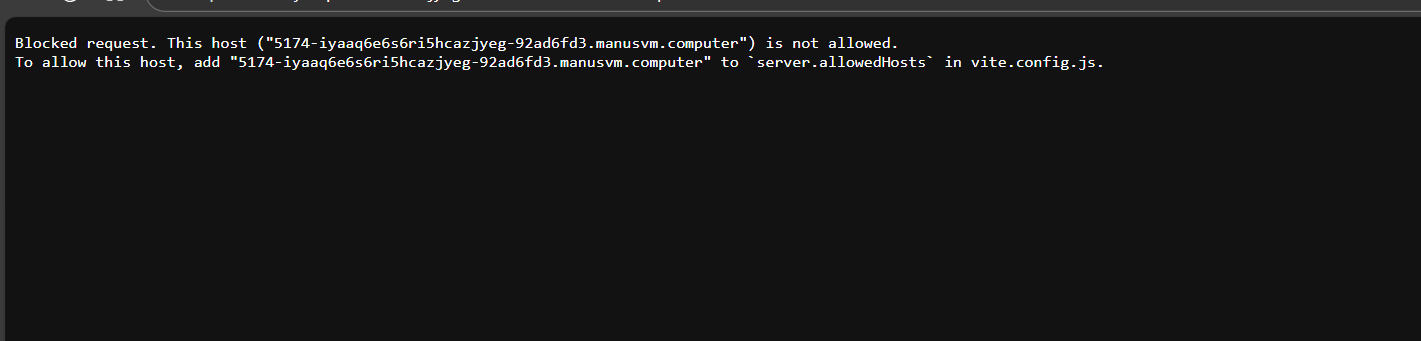 Blocked request. This host ("5174-iyaaq6e6s6ri5hcazjyeg-92ad6fd3.manusvm.computer") is not allowed.
To allow this host, add "5174-iyaaq6e6s6ri5hcazjyeg-92ad6fd3.manusvm.computer" to `server.allowedHosts` in vite.config.js.